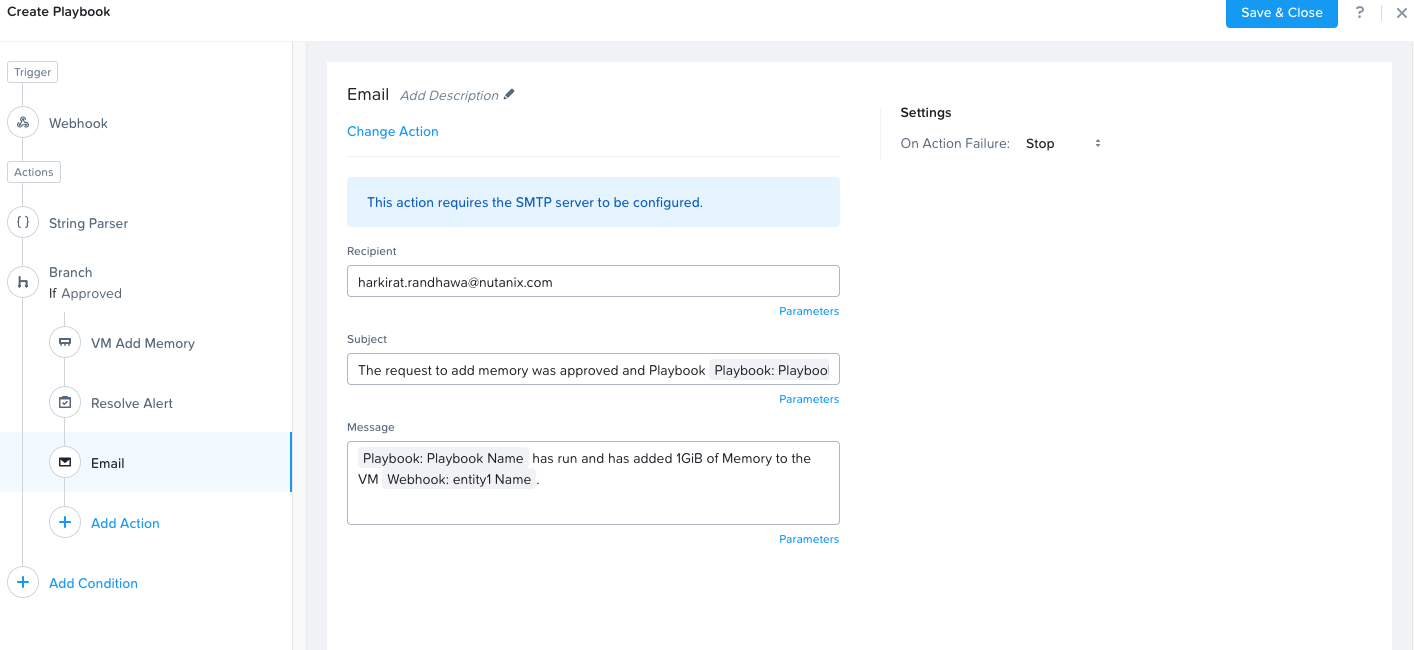 Create Playbook
Save & Close
?
Trigger
Webhook
Actions
{ } String Parser
Branch
If Approved
VM Add Memory
Resolve Alert
Email
Add Action
Add Condition
Email Add Description
Change Action
This action requires the SMTP server to be configured.
Recipient
harkirat.randhawa@nutanix.com
Parameters
Subject
The request to add memory was approved and Playbook Playbook: Playboo
Parameters
Message
Playbook: Playbook Name has run and has added 1GiB of Memory to the
VM Webhook: entity1 Name .
Parameters
Settings
On Action Failure: Stop